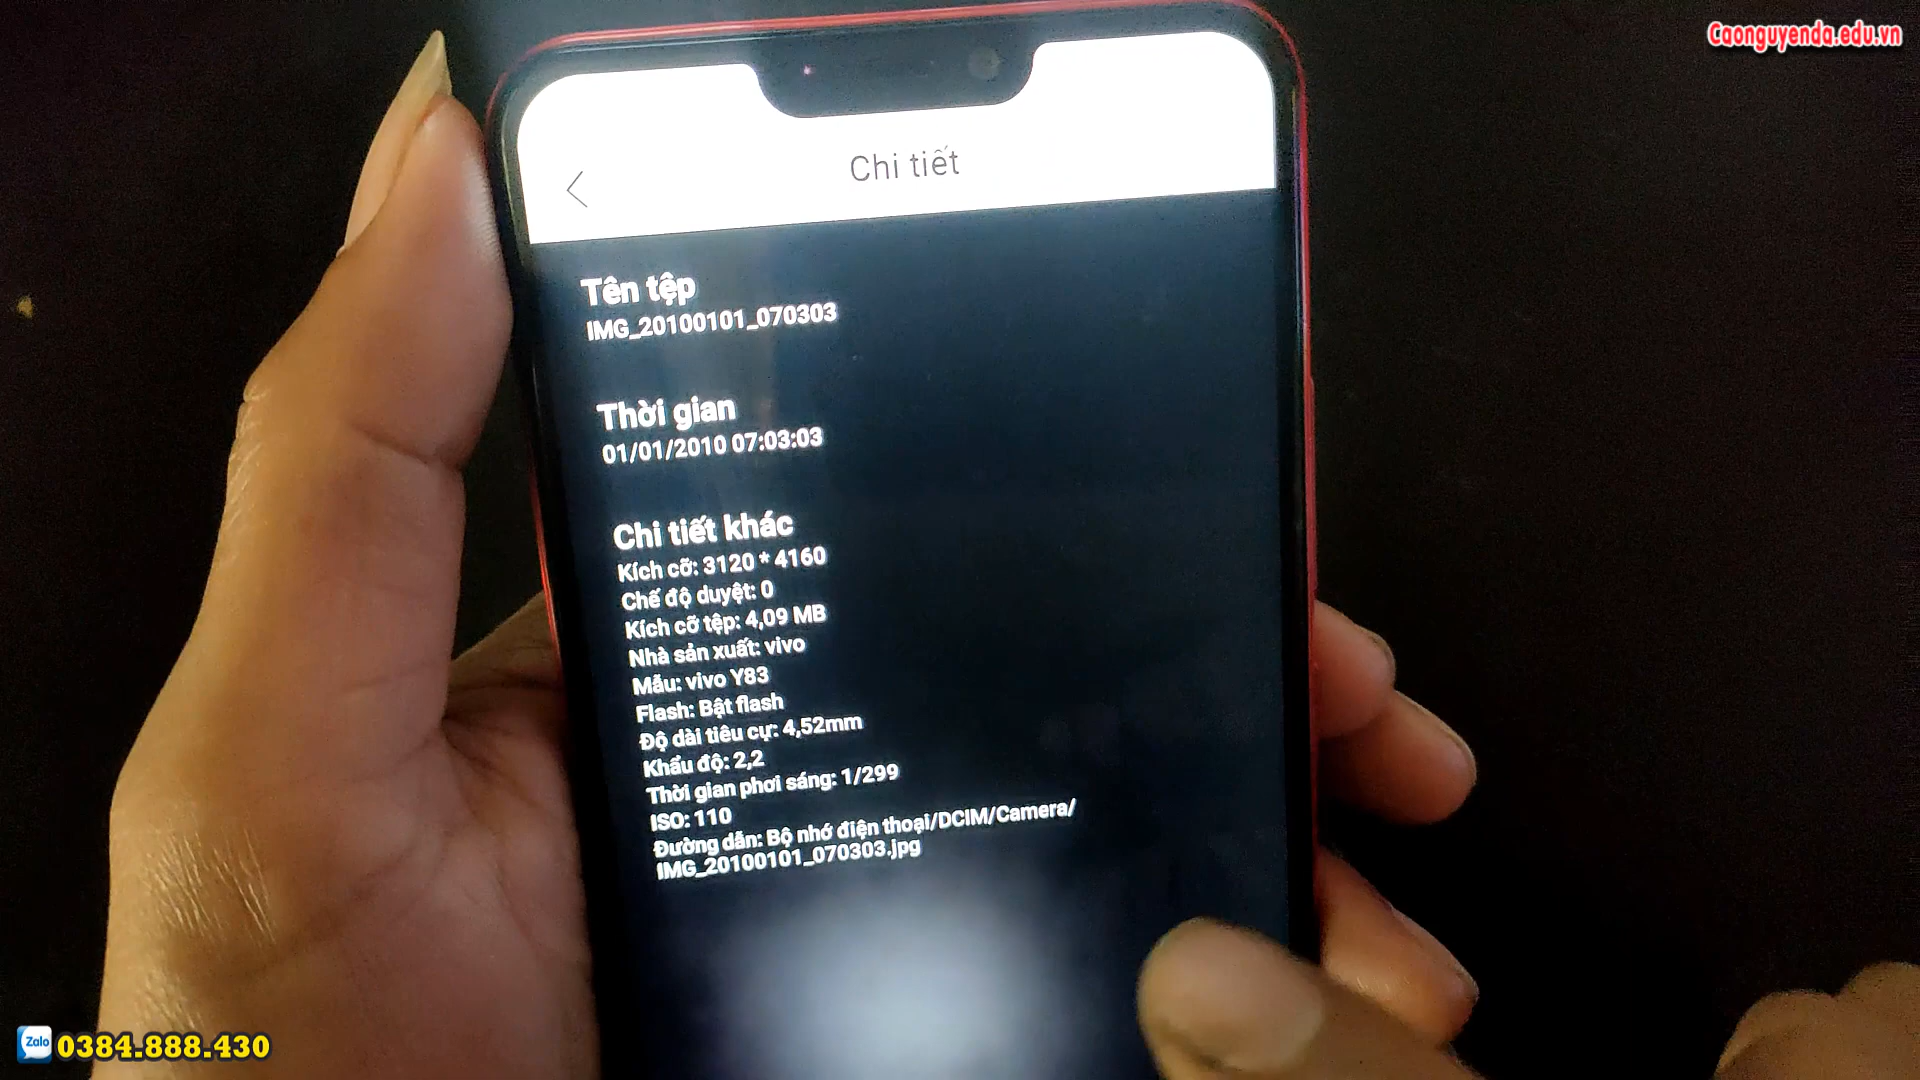 Caonguyenda.edu.vn
Chi tiết
Tên tệp
IMG_20100101_070303
Thời gian
01/01/2010 07:03:03
Chi tiết khác
Kích cỡ: 3120 * 4160
Chế độ duyệt: 0
Kích cỡ tệp: 4,09 MB
Nhà sản xuất: vivo
Mẫu: vivo Y83
Flash: Bật flash
Độ dài tiêu cự: 4,52mm
Khẩu độ: 2,2
Thời gian phơi sáng: 1/299
ISO: 110
Đường dẫn: Bộ nhớ điện thoại/DCIM/Camera/
IMG_20100101_070303.jpg
Zalo 0384.888.430